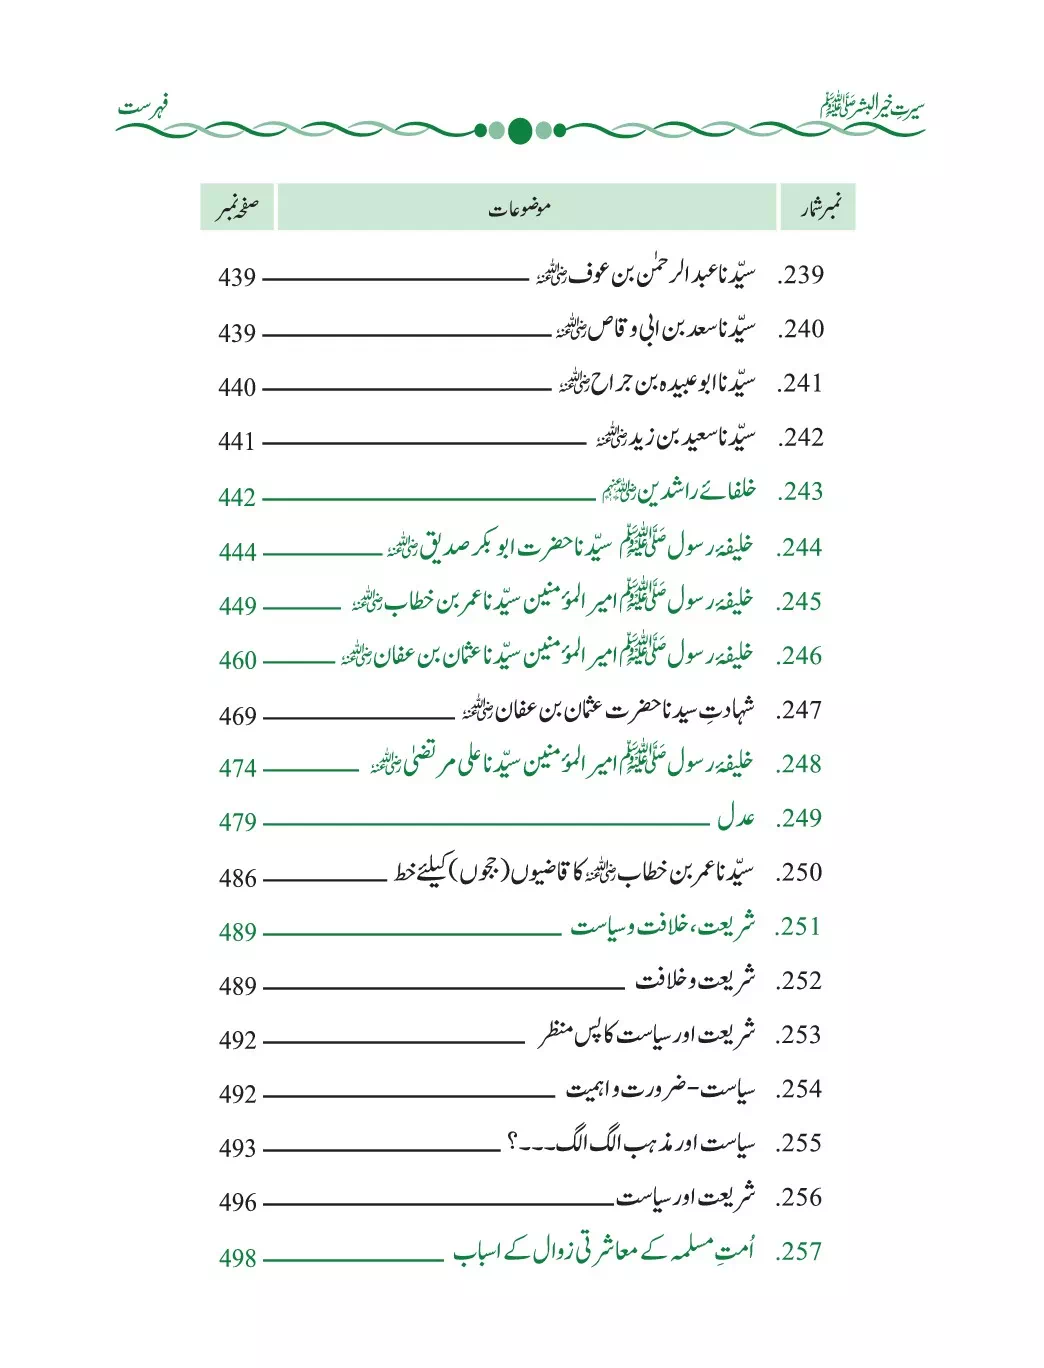 سیرتِ خیر البشر ﷺ فہرست
نمبر شمار موضوعات صفحہ نمبر
239. سیّدنا عبد الرحمٰن بن عوف رضی اللہ عنہ 439
240. سیّدنا سعد بن ابی وقاص رضی اللہ عنہ 439
241. سیّدنا ابو عبیدہ بن جراح رضی اللہ عنہ 440
242. سیّدنا سعید بن زید رضی اللہ عنہ 441
243. خلفائے راشدین رضی اللہ عنہم 442
244. خلیفۂ رسول ﷺ سیّدنا حضرت ابو بکر صدیق رضی اللہ عنہ 444
245. خلیفۂ رسول ﷺ امیر المؤمنین سیّدنا عمر بن خطاب رضی اللہ عنہ 449
246. خلیفۂ رسول ﷺ امیر المؤمنین سیّدنا عثمان بن عفان رضی اللہ عنہ 460
247. شہادتِ سیدنا حضرت عثمان بن عفان رضی اللہ عنہ 469
248. خلیفۂ رسول ﷺ امیر المؤمنین سیّدنا علی مرتضیٰ رضی اللہ عنہ 474
249. عدل 479
250. سیّدنا عمر بن خطاب رضی اللہ عنہ کا قاضیوں (ججوں) کیلئے خط 486
251. شریعت، خلافت و سیاست 489
252. شریعت و خلافت 489
253. شریعت اور سیاست کا پس منظر 492
254. سیاست - ضرورت و اہمیت 492
255. سیاست اور مذہب الگ الگ۔۔۔؟ 493
256. شریعت اور سیاست 496
257. اُمتِ مسلمہ کے معاشرتی زوال کے اسباب 498